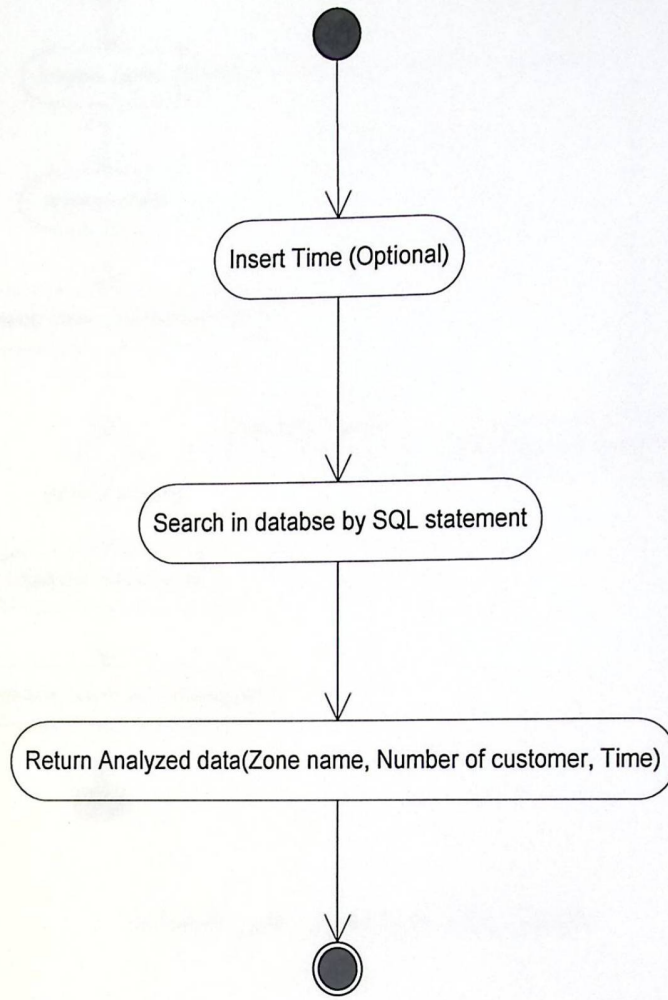 Insert Time (Optional)
Search in databse by SQL statement
Return Analyzed data(Zone name, Number of customer, Time)